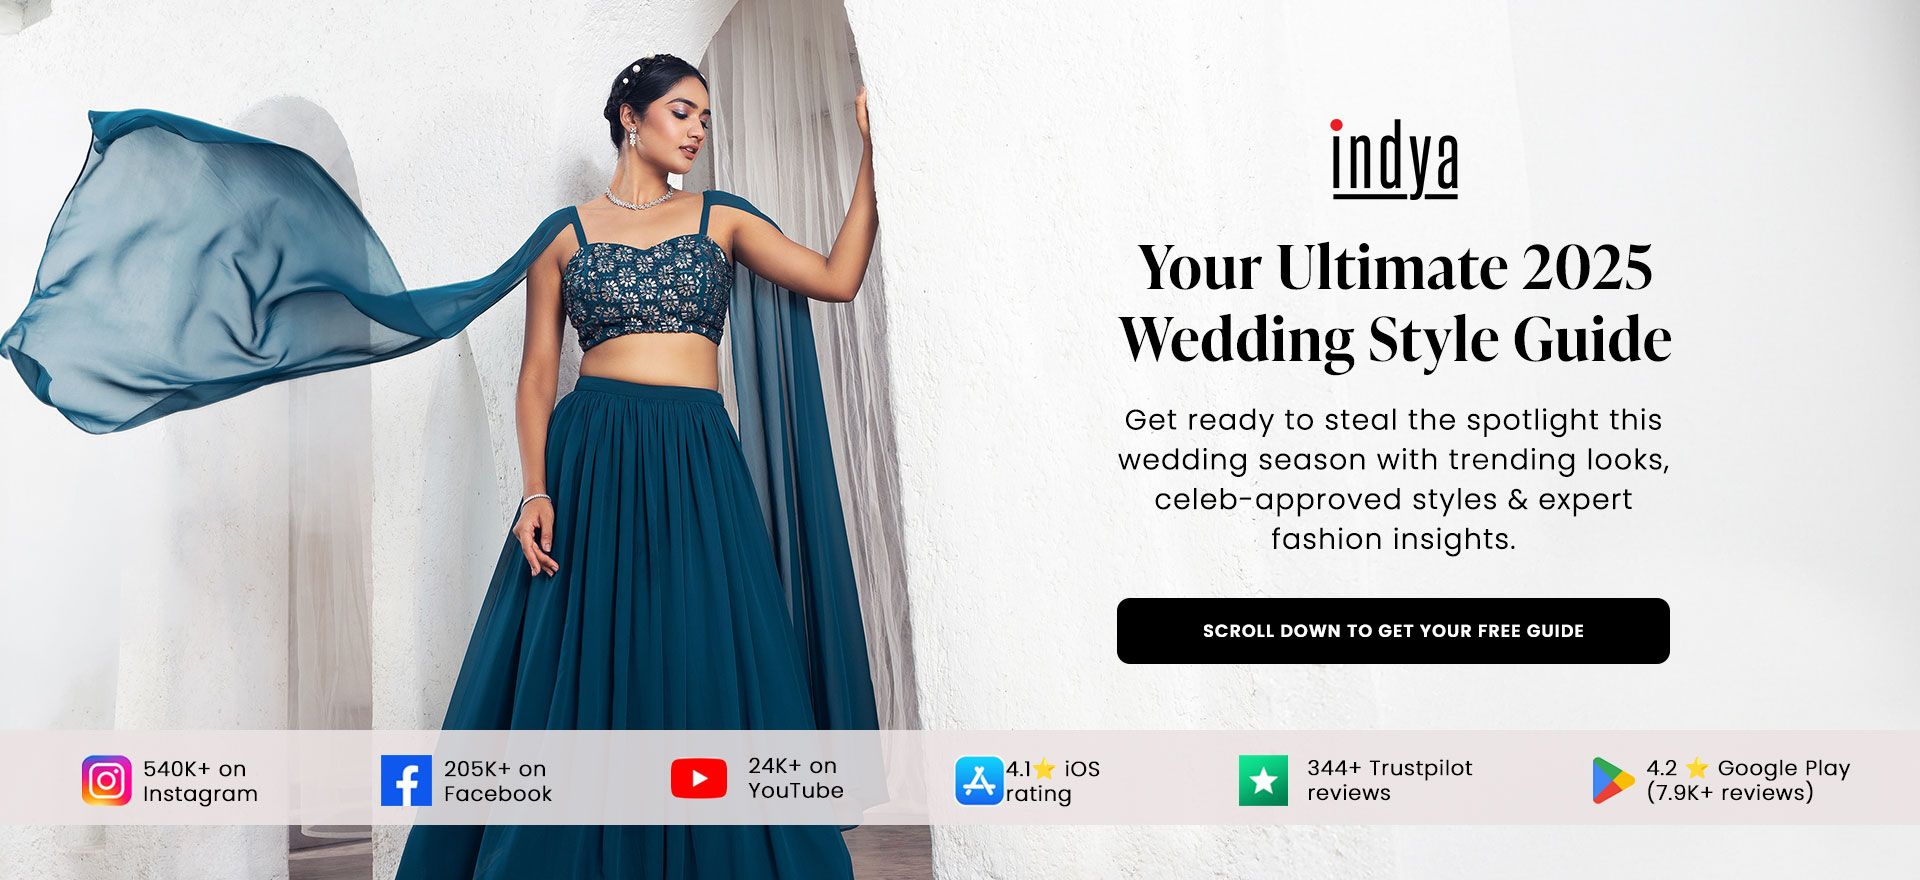 indya
Your Ultimate 2025
Wedding Style Guide
Get ready to steal the spotlight this
wedding season with trending looks,
celeb-approved styles & expert
fashion insights.
SCROLL DOWN TO GET YOUR FREE GUIDE
540K+ on
Instagram
205K+ on
Facebook
24K+ on
YouTube
4.1⭐ iOS
rating
344+ Trustpilot
reviews
4.2 ⭐ Google Play
(7.9K+ reviews)